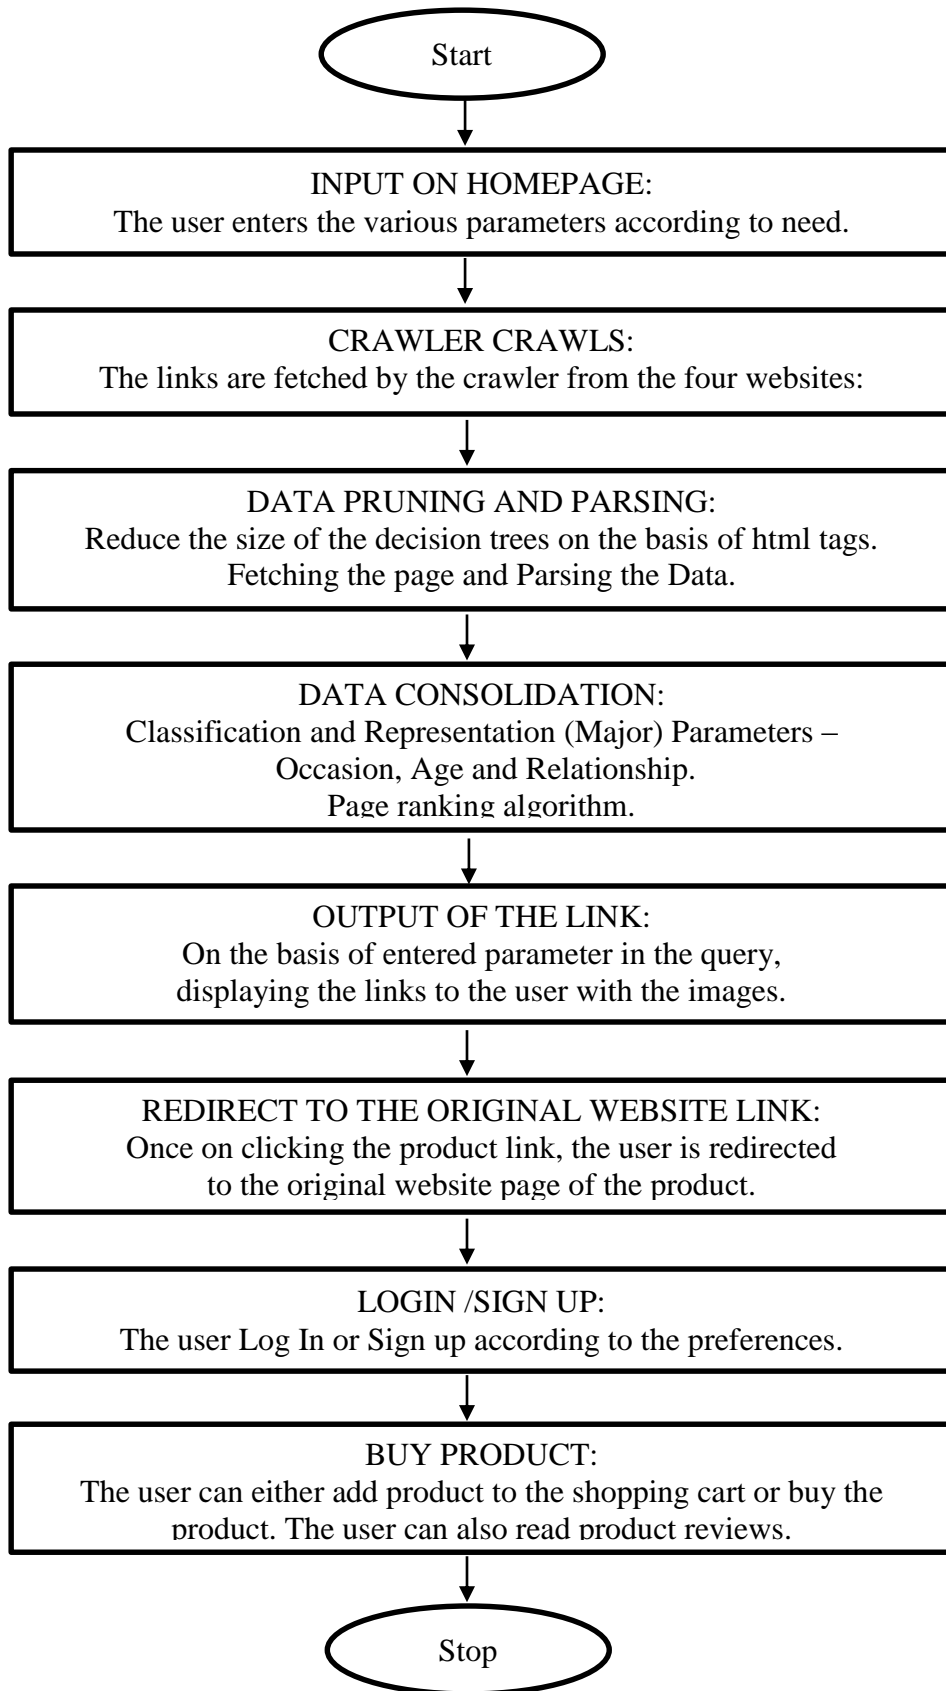 Start
INPUT ON HOMEPAGE:
The user enters the various parameters according to need.
CRAWLER CRAWLS:
The links are fetched by the crawler from the four websites:
DATA PRUNING AND PARSING:
Reduce the size of the decision trees on the basis of html tags.
Fetching the page and Parsing the Data.
DATA CONSOLIDATION:
Classification and Representation (Major) Parameters –
Occasion, Age and Relationship.
Page ranking algorithm.
OUTPUT OF THE LINK:
On the basis of entered parameter in the query,
displaying the links to the user with the images.
REDIRECT TO THE ORIGINAL WEBSITE LINK:
Once on clicking the product link, the user is redirected
to the original website page of the product.
LOGIN /SIGN UP:
The user Log In or Sign up according to the preferences.
BUY PRODUCT:
The user can either add product to the shopping cart or buy the
product. The user can also read product reviews.
Stop